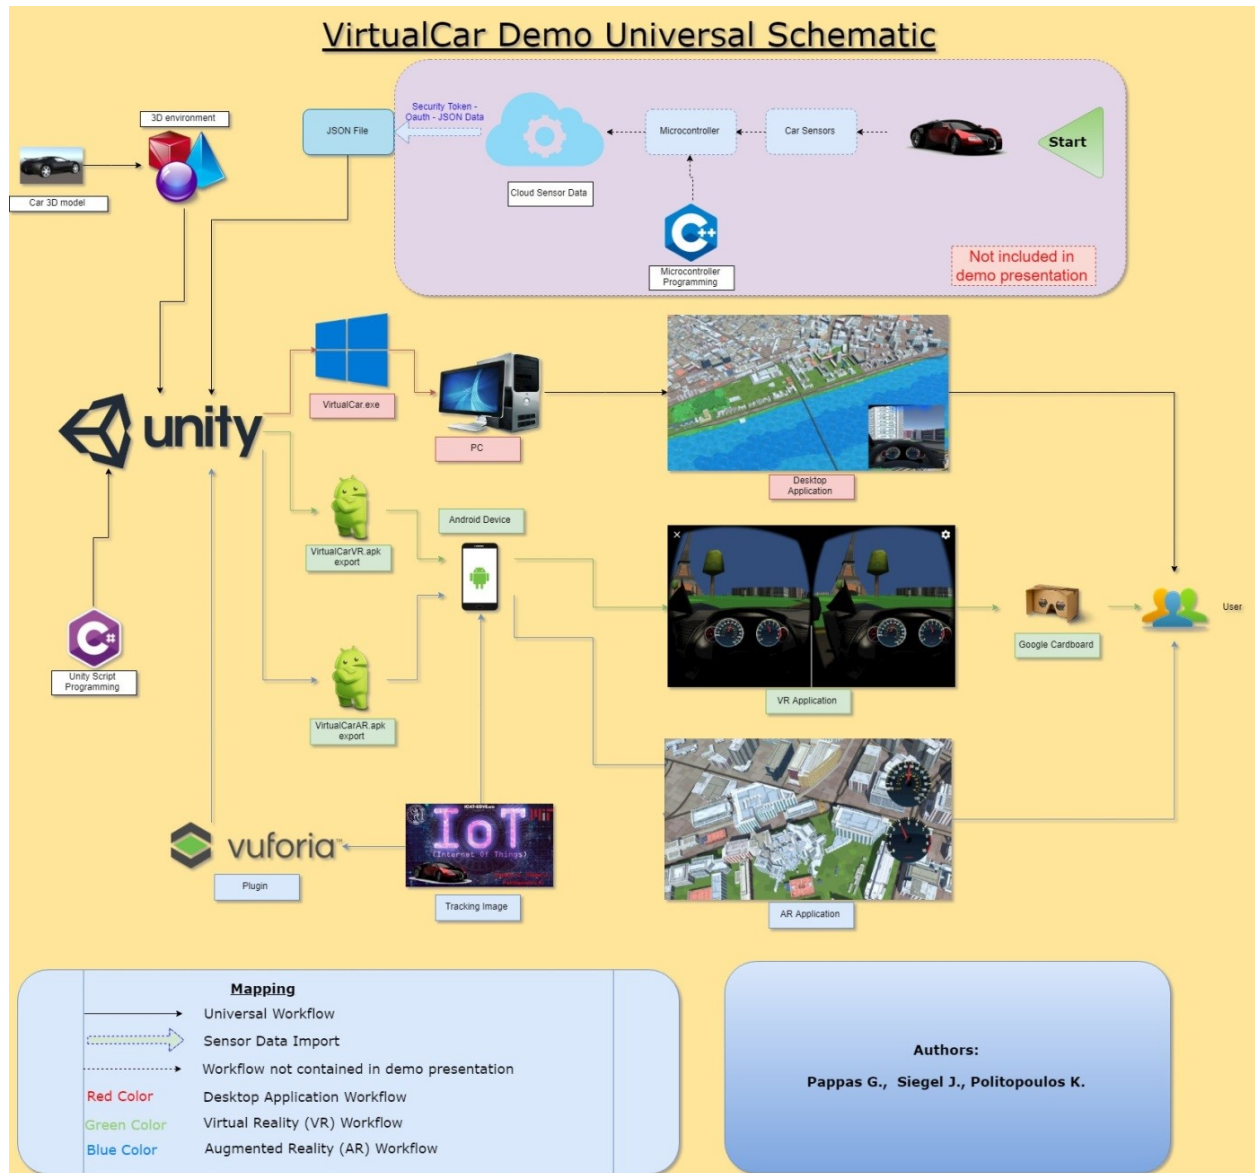 VirtualCar Demo Universal Schematic
3D environment
Car 3D model
JSON File
Security Token -
Oauth - JSON Data
Cloud Sensor Data
Microcontroller
Car Sensors
Start
C++
Microcontroller
Programming
Not included in
demo presentation
unity
VirtualCar.exe
PC
Desktop
Application
VirtualCarVR.apk
export
Android Device
VR Application
Google Cardboard
User
C#
Unity Script
Programming
VirtualCarAR.apk
export
vuforia™
Plugin
IoT
(Internet Of Things)
Tracking Image
AR Application
Mapping
Universal Workflow
Sensor Data Import
Workflow not contained in demo presentation
Red Color Desktop Application Workflow
Green Color Virtual Reality (VR) Workflow
Blue Color Augmented Reality (AR) Workflow
Authors:
Pappas G., Siegel J., Politopoulos K.